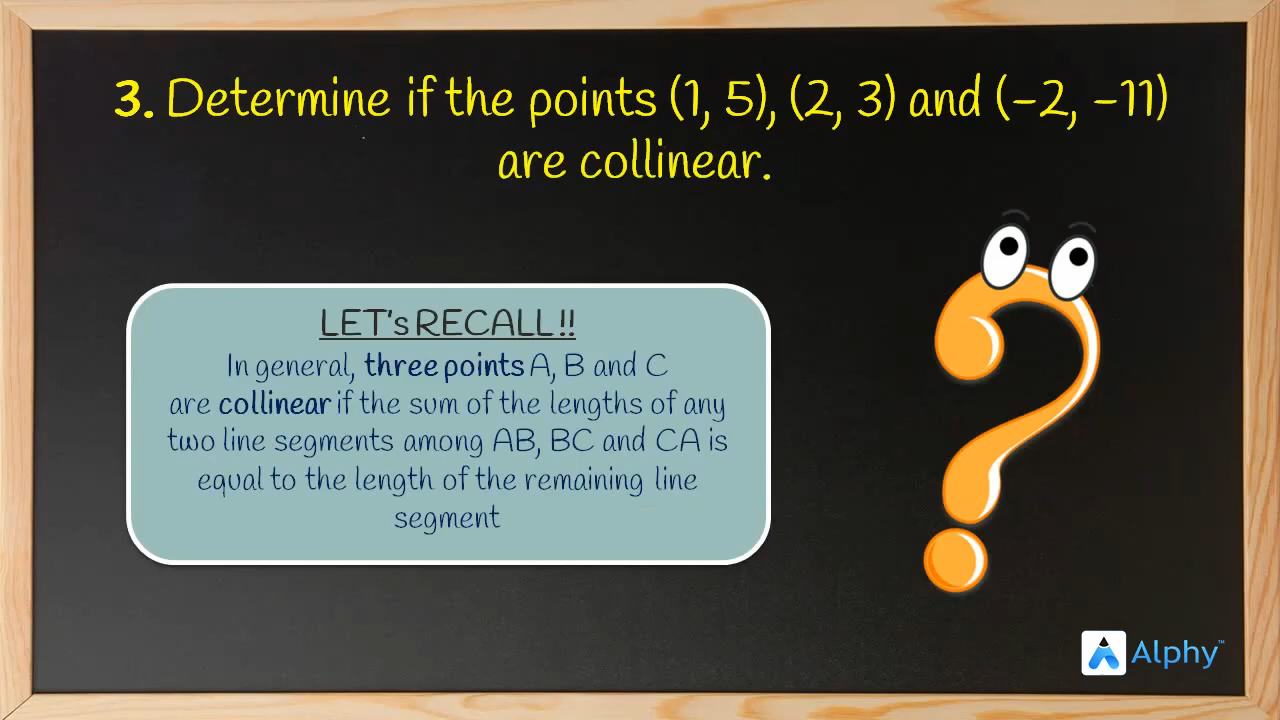 3. Determine if the points (1, 5), (2, 3) and (−2, −11)
are collinear.
LET's RECALL !!
In general, three points A, B and C
are collinear if the sum of the lengths of any
two line segments among AB, BC and CA is
equal to the length of the remaining line
segment
Alphy™